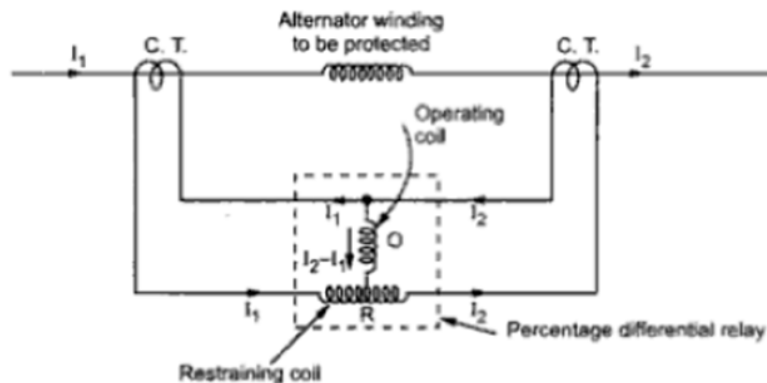 Alternator winding
to be protected
C. T.
C. T.
I₁
I₂
Operating
coil
I₁
I₂
O
I₂–I₁
I₁
R
I₂
Percentage differential relay
Restraining coil